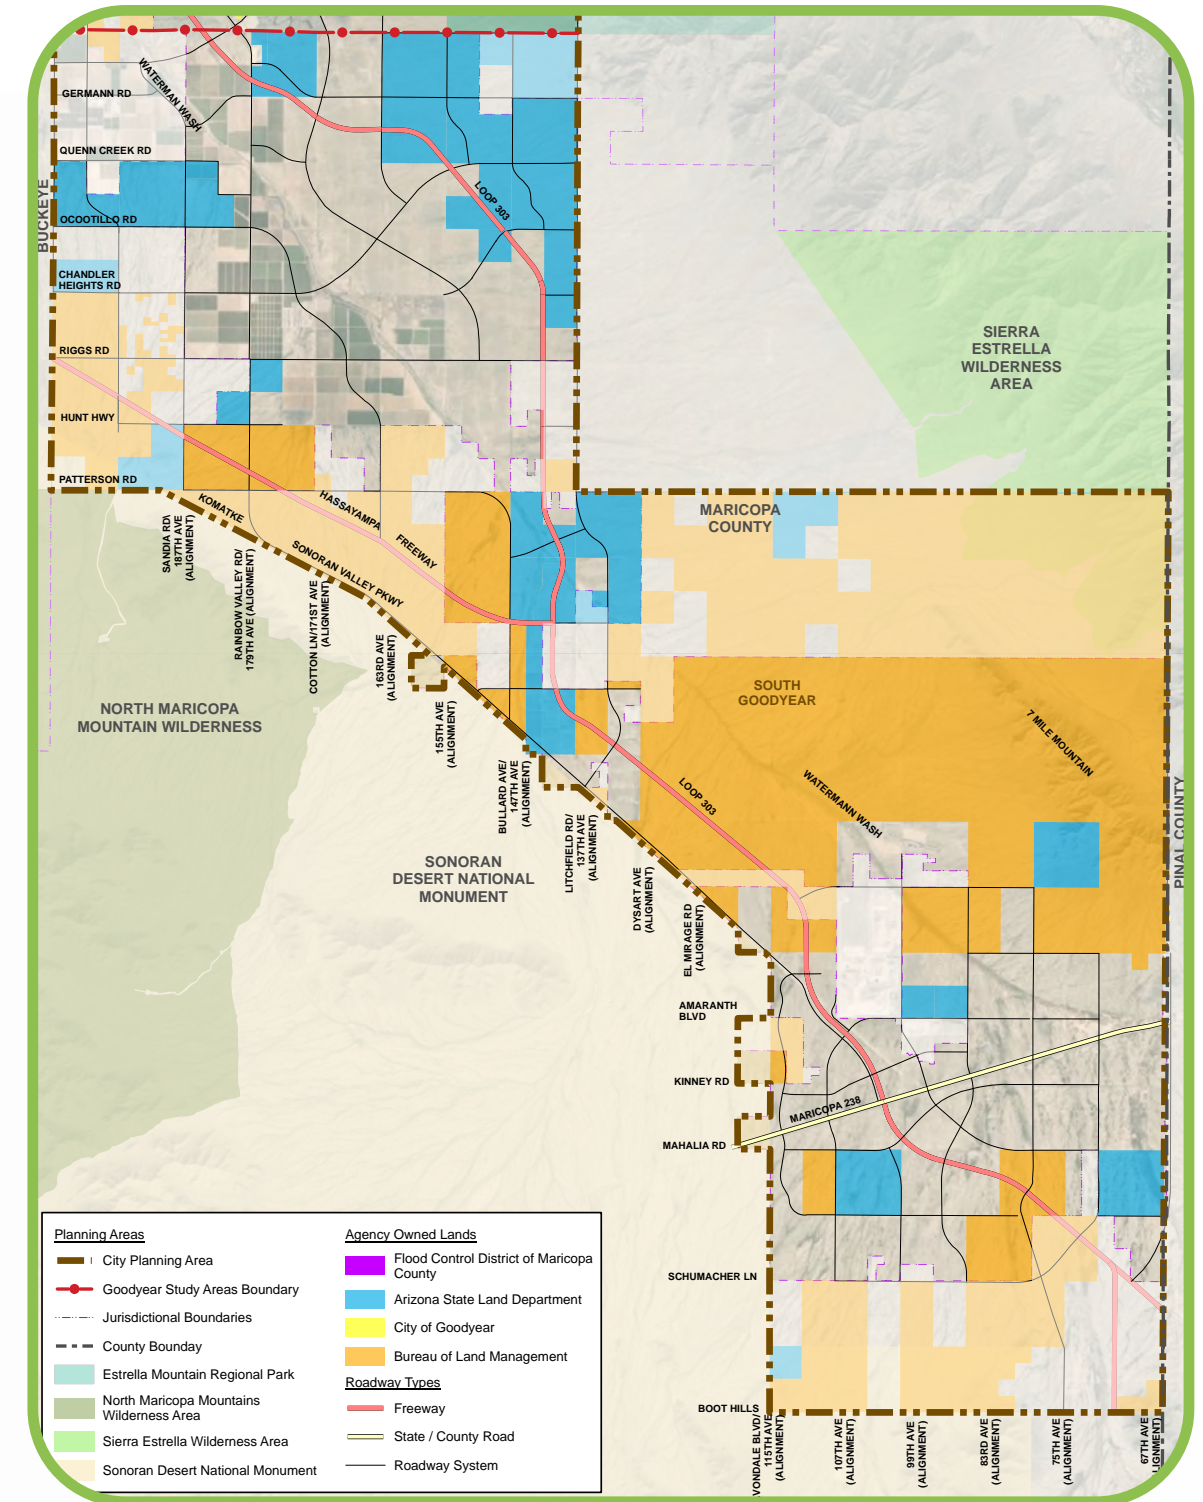 GERMANN RD
WATERMAN WASH
QUENN CREEK RD
BUCKEYE
LOOP 303
OCOOTILLO RD
CHANDLER
HEIGHTS RD
RIGGS RD
SIERRA
ESTRELLA
WILDERNESS
AREA
HUNT HWY
PATTERSON RD
KOMATKE
HASSAYAMPA
FREEWAY
MARICOPA
COUNTY
SANDIA RD\
187TH AVE
(ALIGNMENT)
RAINBOW VALLEY RD/
179TH AVE (ALIGNMENT)
SONORAN VALLEY PKWY
COTTON LN/171ST AVE
(ALIGNMENT)
163RD AVE
(ALIGNMENT)
155TH AVE
(ALIGNMENT)
NORTH MARICOPA
MOUNTAIN WILDERNESS
SOUTH
GOODYEAR
7 MILE MOUNTAIN
BULLARD AVE/
147TH AVE
(ALIGNMENT)
LOOP 303
WATERMANN WASH
PINAL COUNTY
LITCHFIELD RD/
137TH AVE
(ALIGNMENT)
SONORAN
DESERT NATIONAL
MONUMENT
DYSART AVE
(ALIGNMENT)
EL MIRAGE RD
(ALIGNMENT)
AMARANTH
BLVD
KINNEY RD
MARICOPA 238
MAHALIA RD
SCHUMACHER LN
BOOT HILLS
VONDALE BLVD/
115TH AVE
(ALIGNMENT)
107TH AVE
(ALIGNMENT)
99TH AVE
(ALIGNMENT)
83RD AVE
(ALIGNMENT)
75TH AVE
(ALIGNMENT)
67TH AVE
LIGNMENT)
Planning Areas
City Planning Area
Goodyear Study Areas Boundary
Jurisdictional Boundaries
County Bounday
Estrella Mountain Regional Park
North Maricopa Mountains
Wilderness Area
Sierra Estrella Wilderness Area
Sonoran Desert National Monument
Agency Owned Lands
Flood Control District of Maricopa
County
Arizona State Land Department
City of Goodyear
Bureau of Land Management
Roadway Types
Freeway
State / County Road
Roadway System